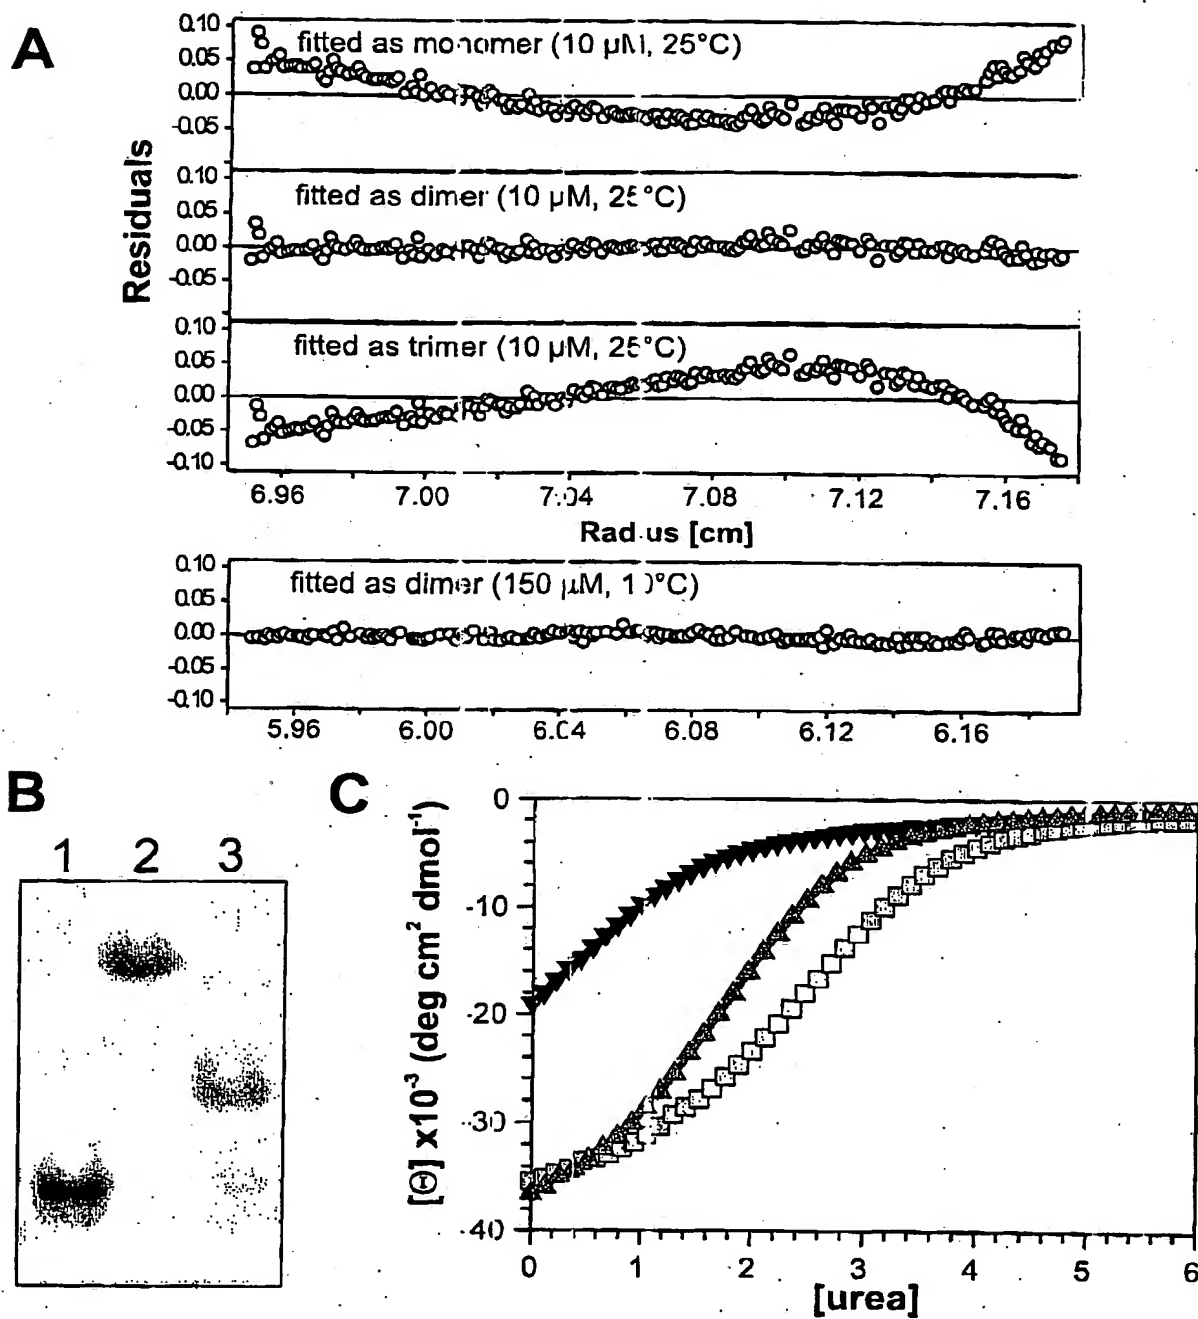 A
Residuals
0.10
0.05
0.00
-0.05
fitted as monomer (10 µM, 25°C)
0.10
0.05
0.00
-0.05
fitted as dimer (10 µM, 25°C)
0.10
0.05
0.00
-0.05
-0.10
fitted as trimer (10 µM, 25°C)
6.96 7.00 7.04 7.08 7.12 7.16
Radius [cm]
0.10
0.05
0.00
-0.05
-0.10
fitted as dimer (150 µM, 10°C)
5.96 6.00 6.04 6.08 6.12 6.16
B
1 2 3
C
[Θ] x10⁻³ (deg cm² dmol⁻¹)
0
-10
-20
-30
-40
0 1 2 3 4 5 6
[urea]